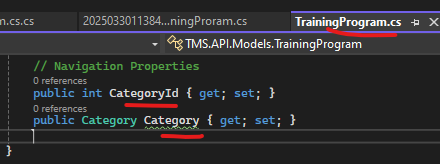 m.cs.cs
2025033011384...ningProram.cs
TrainingProgram.cs
TMS.API.Models.TrainingProgram
// Navigation Properties
0 references
public int CategoryId { get; set; }
0 references
public Category Category { get; set; }
}